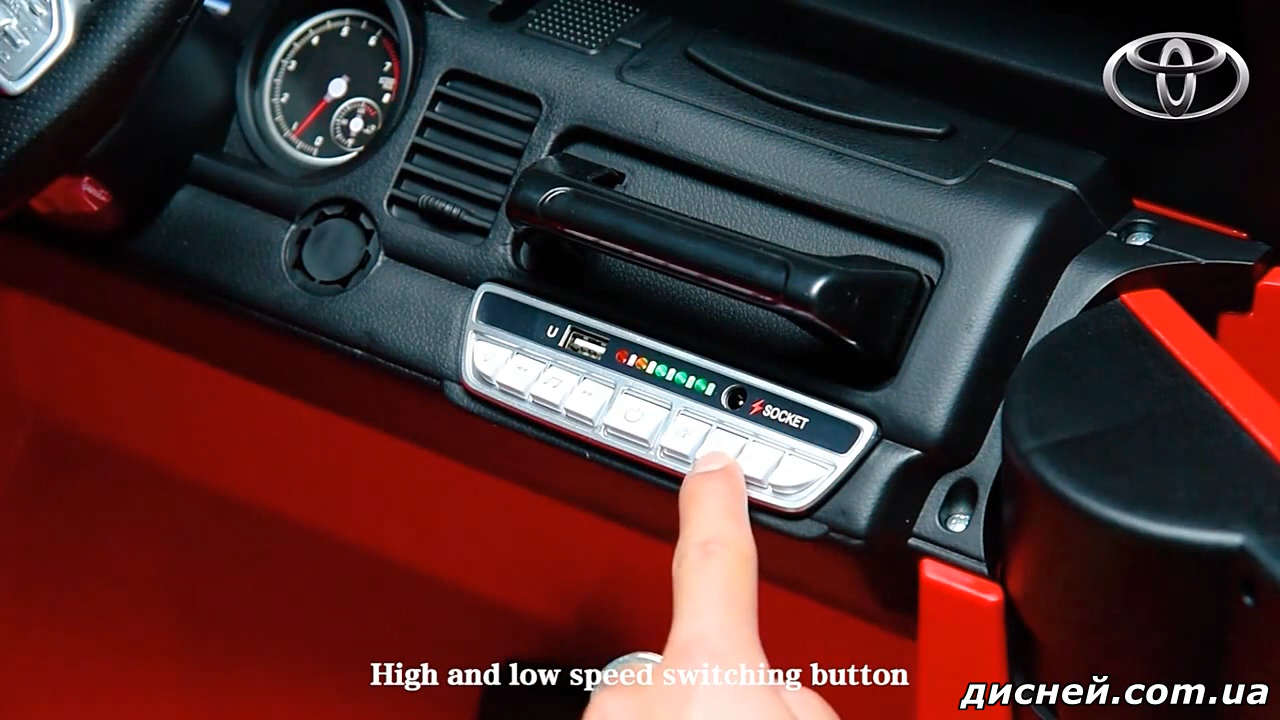 U
SOCKET
High and low speed switching button
дисней.com.ua